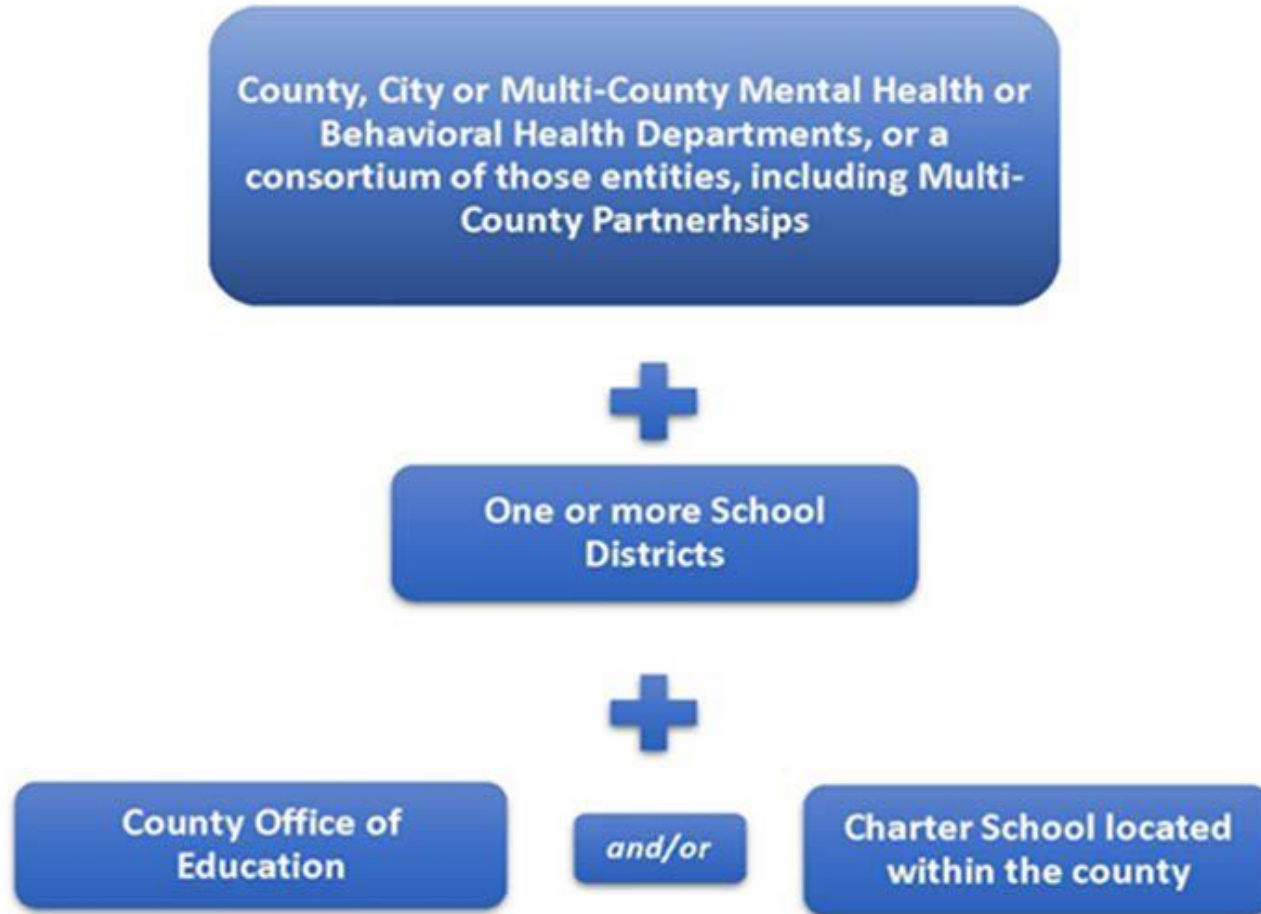 County, City or Multi-County Mental Health or
Behavioral Health Departments, or a
consortium of those entities, including Multi-
County Partnerhsips
One or more School
Districts
County Office of
Education
and/or
Charter School located
within the county